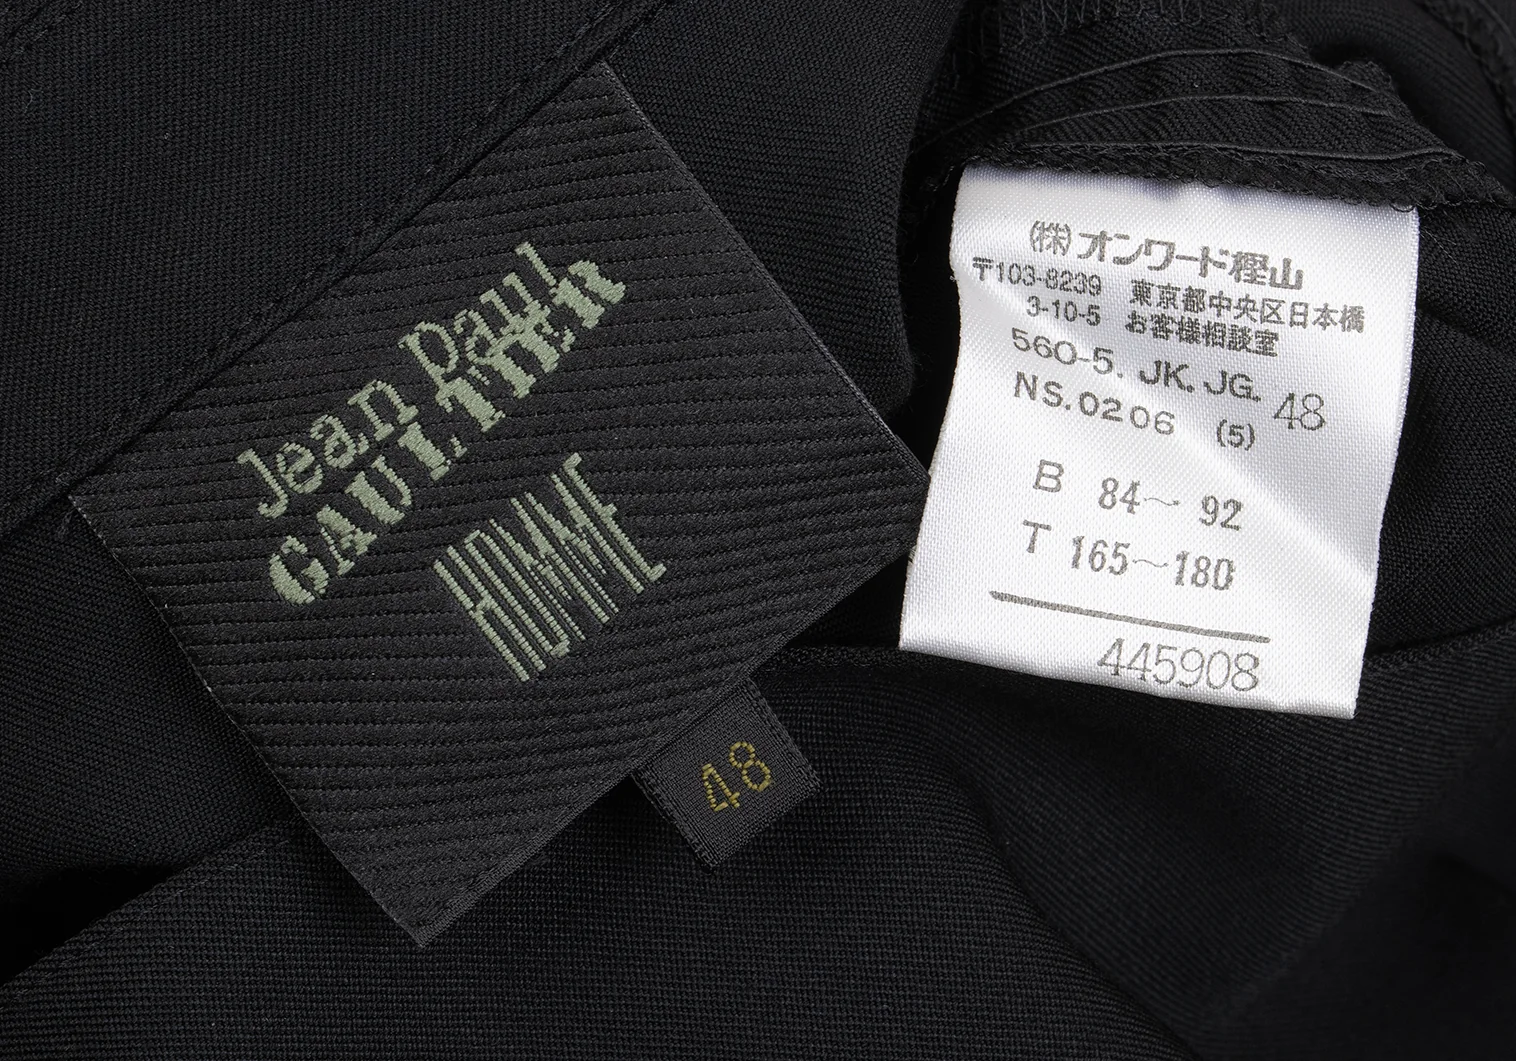 Jean Paul
GAULTIER
HOMME
48
(株)オンワード樫山
〒103-8239 東京都中央区日本橋
3-10-5 お客様相談室
560-5. JK. JG. 48
NS.0206 (5)
B 84～92
T 165～180
445908